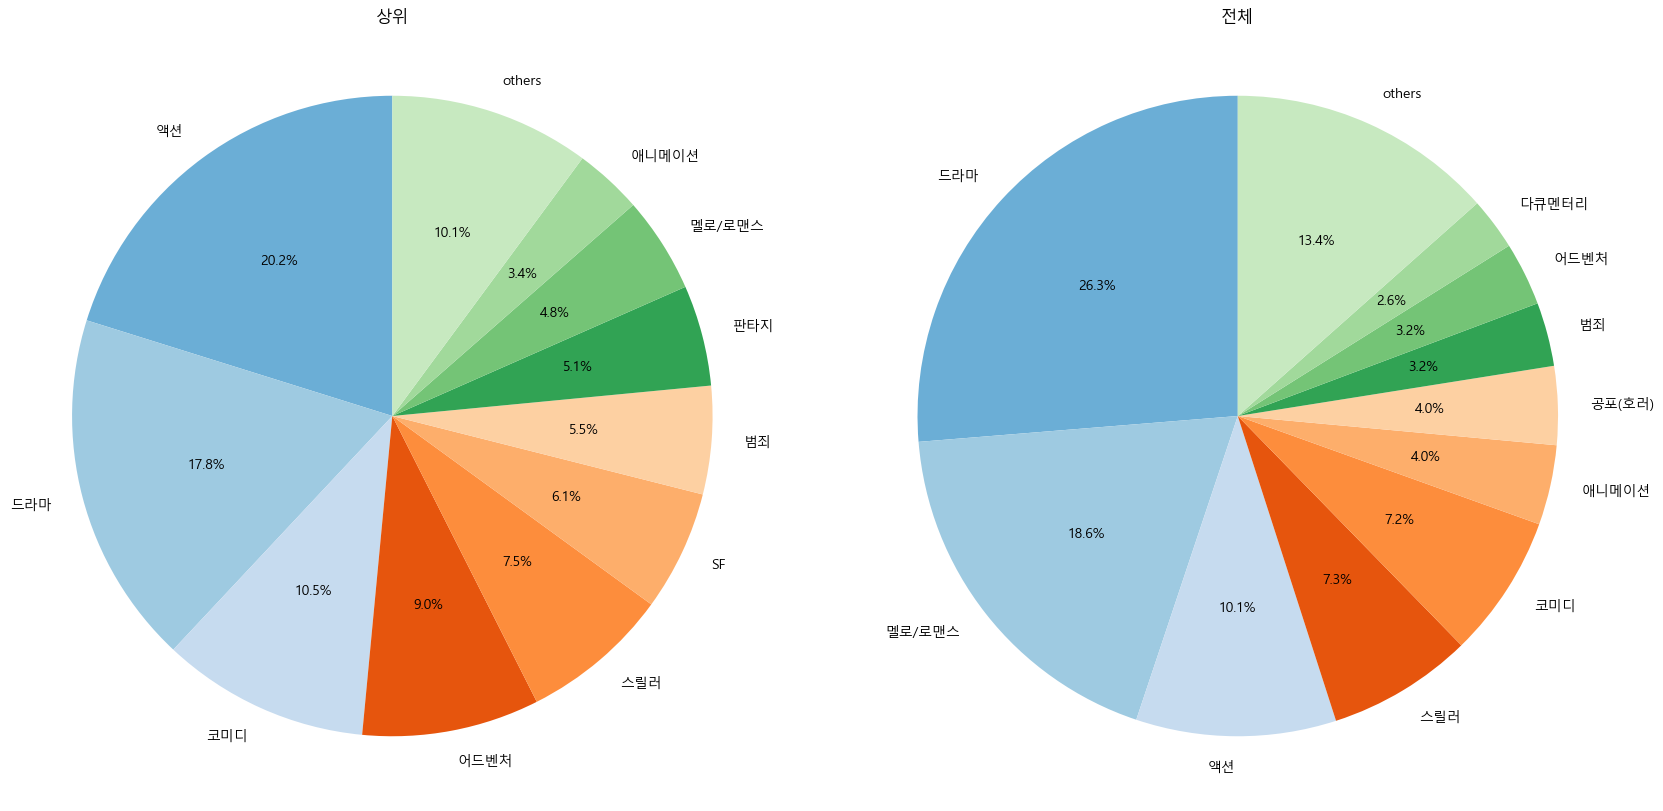 상위
others
애니메이션
액션
멜로/로맨스
10.1%
20.2%
3.4%
4.8%
판타지
5.1%
5.5%
범죄
17.8%
6.1%
드라마
SF
7.5%
10.5%
9.0%
스릴러
코미디
어드벤처
전체
others
드라마
다큐멘터리
13.4%
어드벤처
26.3%
2.6%
범죄
3.2%
3.2%
공포(호러)
4.0%
4.0%
애니메이션
7.2%
18.6%
7.3%
코미디
10.1%
멜로/로맨스
스릴러
액션